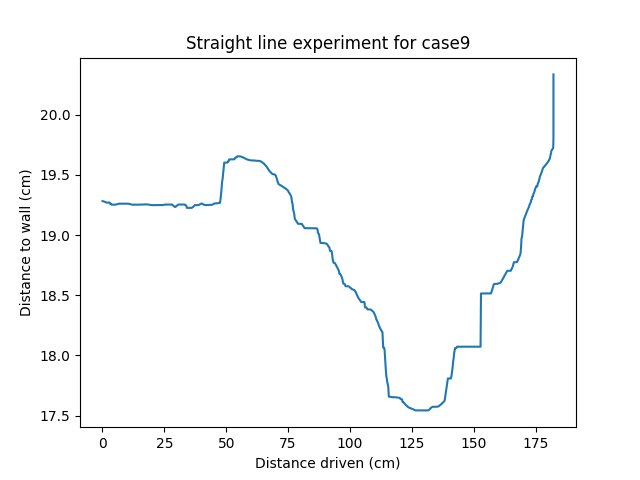 Straight line experiment for case9
20.0
19.5
19.0
18.5
18.0
17.5
Distance to wall (cm)
0 25 50 75 100 125 150 175
Distance driven (cm)